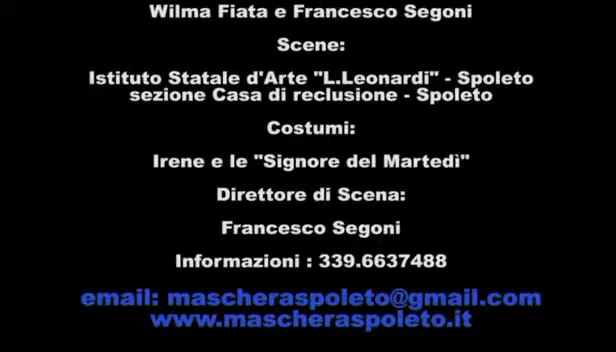 Wilma Fiata e Francesco Segoni
Scene:
Istituto Statale d'Arte "L.Leonardi" - Spoleto
sezione Casa di reclusione - Spoleto
Costumi:
Irene e le "Signore del Martedì"
Direttore di Scena:
Francesco Segoni
Informazioni : 339.6637488
email: mascheraspoleto@gmail.com
www.mascheraspoleto.it